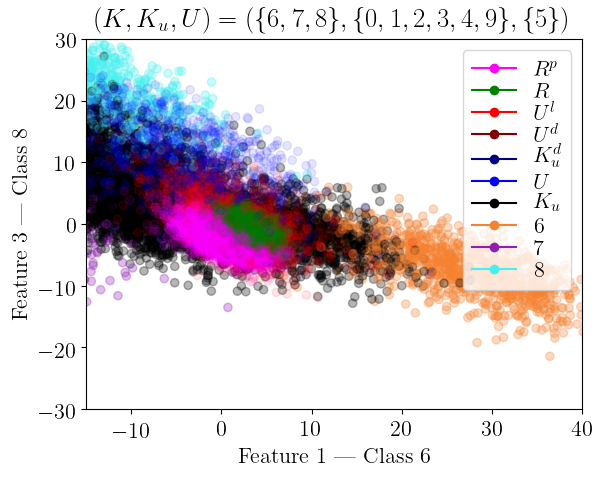 (K, K_u, U) = ({6, 7, 8}, {0, 1, 2, 3, 4, 9}, {5})
30
20
10
0
−10
−20
−30
Feature 3 — Class 8
−10
0
10
20
30
40
Feature 1 — Class 6
R^p
R
U^l
U^d
K_u^d
U
K_u
6
7
8